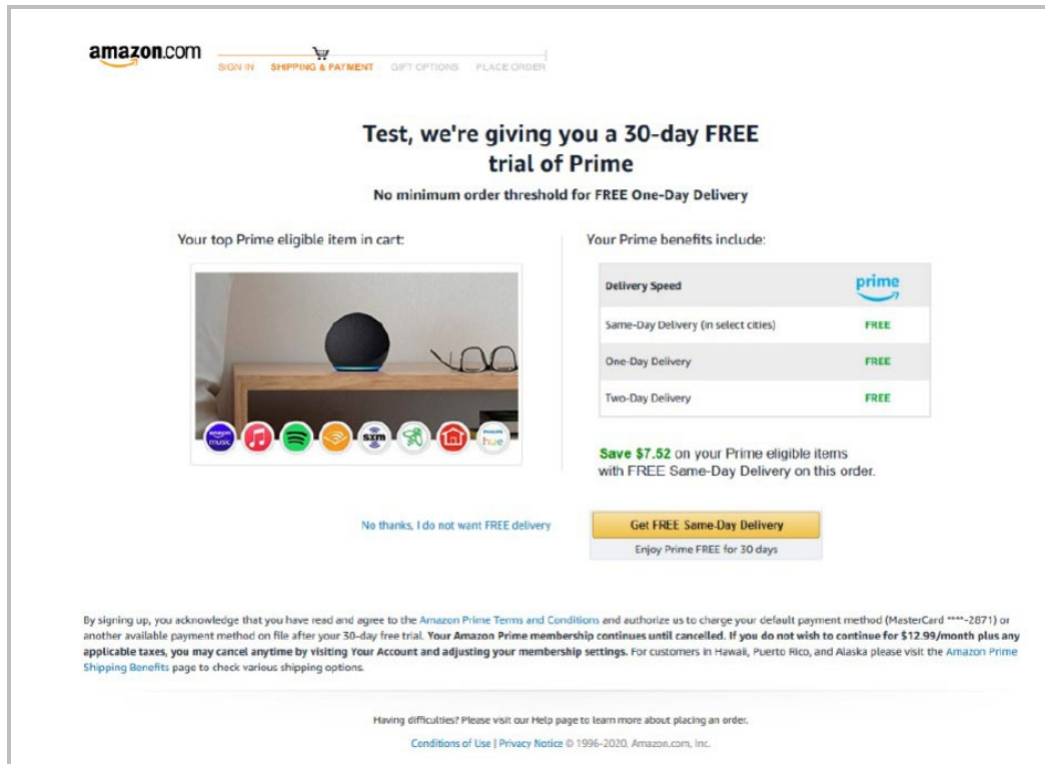 amazon.com
SIGN IN SHIPPING & PAYMENT GIFT OPTIONS PLACE ORDER
Test, we're giving you a 30-day FREE
trial of Prime
No minimum order threshold for FREE One-Day Delivery
Your top Prime eligible item in cart:
amazon music
sxm
hue
Your Prime benefits include:
Delivery Speed prime
Same-Day Delivery (in select cities) FREE
One-Day Delivery FREE
Two-Day Delivery FREE
Save $7.52 on your Prime eligible items
with FREE Same-Day Delivery on this order.
No thanks, I do not want FREE delivery
Get FREE Same-Day Delivery
Enjoy Prime FREE for 30 days
By signing up, you acknowledge that you have read and agree to the Amazon Prime Terms and Conditions and authorize us to charge your default payment method (MasterCard ****-2871) or
another available payment method on file after your 30-day free trial. Your Amazon Prime membership continues until cancelled. If you do not wish to continue for $12.99/month plus any
applicable taxes, you may cancel anytime by visiting Your Account and adjusting your membership settings. For customers in Hawaii, Puerto Rico, and Alaska please visit the Amazon Prime
Shipping Benefits page to check various shipping options.
Having difficulties? Please visit our Help page to learn more about placing an order.
Conditions of Use | Privacy Notice © 1996-2020, Amazon.com, Inc.